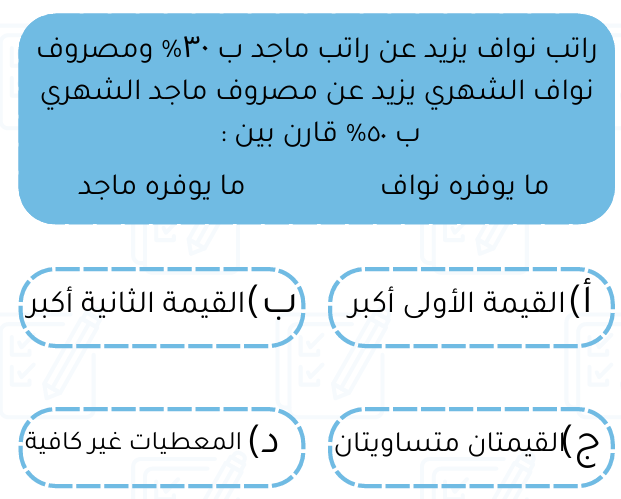 راتب نواف يزيد عن راتب ماجد ب ٣٠% ومصروف
نواف الشهري يزيد عن مصروف ماجد الشهري
ب ٥٠% قارن بين :
ما يوفره نواف ما يوفره ماجد
أ) القيمة الأولى أكبر
ب) القيمة الثانية أكبر
ج) القيمتان متساويتان
د) المعطيات غير كافية